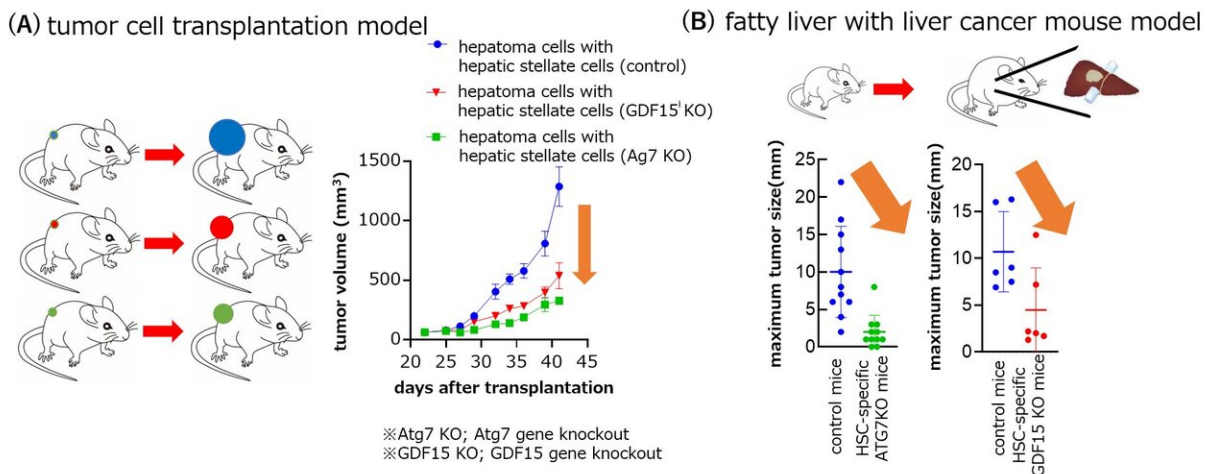 (A) tumor cell transplantation model
hepatoma cells with
hepatic stellate cells (control)
hepatoma cells with
hepatic stellate cells (GDF15 KO)
hepatoma cells with
hepatic stellate cells (Ag7 KO)
tumor volume (mm³)
1500
1000
500
0
20 25 30 35 40 45
days after transplantation
※Atg7 KO; Atg7 gene knockout
※GDF15 KO; GDF15 gene knockout
(B) fatty liver with liver cancer mouse model
maximum tumor size(mm)
25
20
15
10
5
0
control mice
HSC-specific
ATG7KO mice
maximum tumor size(mm)
20
15
10
5
0
control mice
HSC-specific
GDF15 KO mice